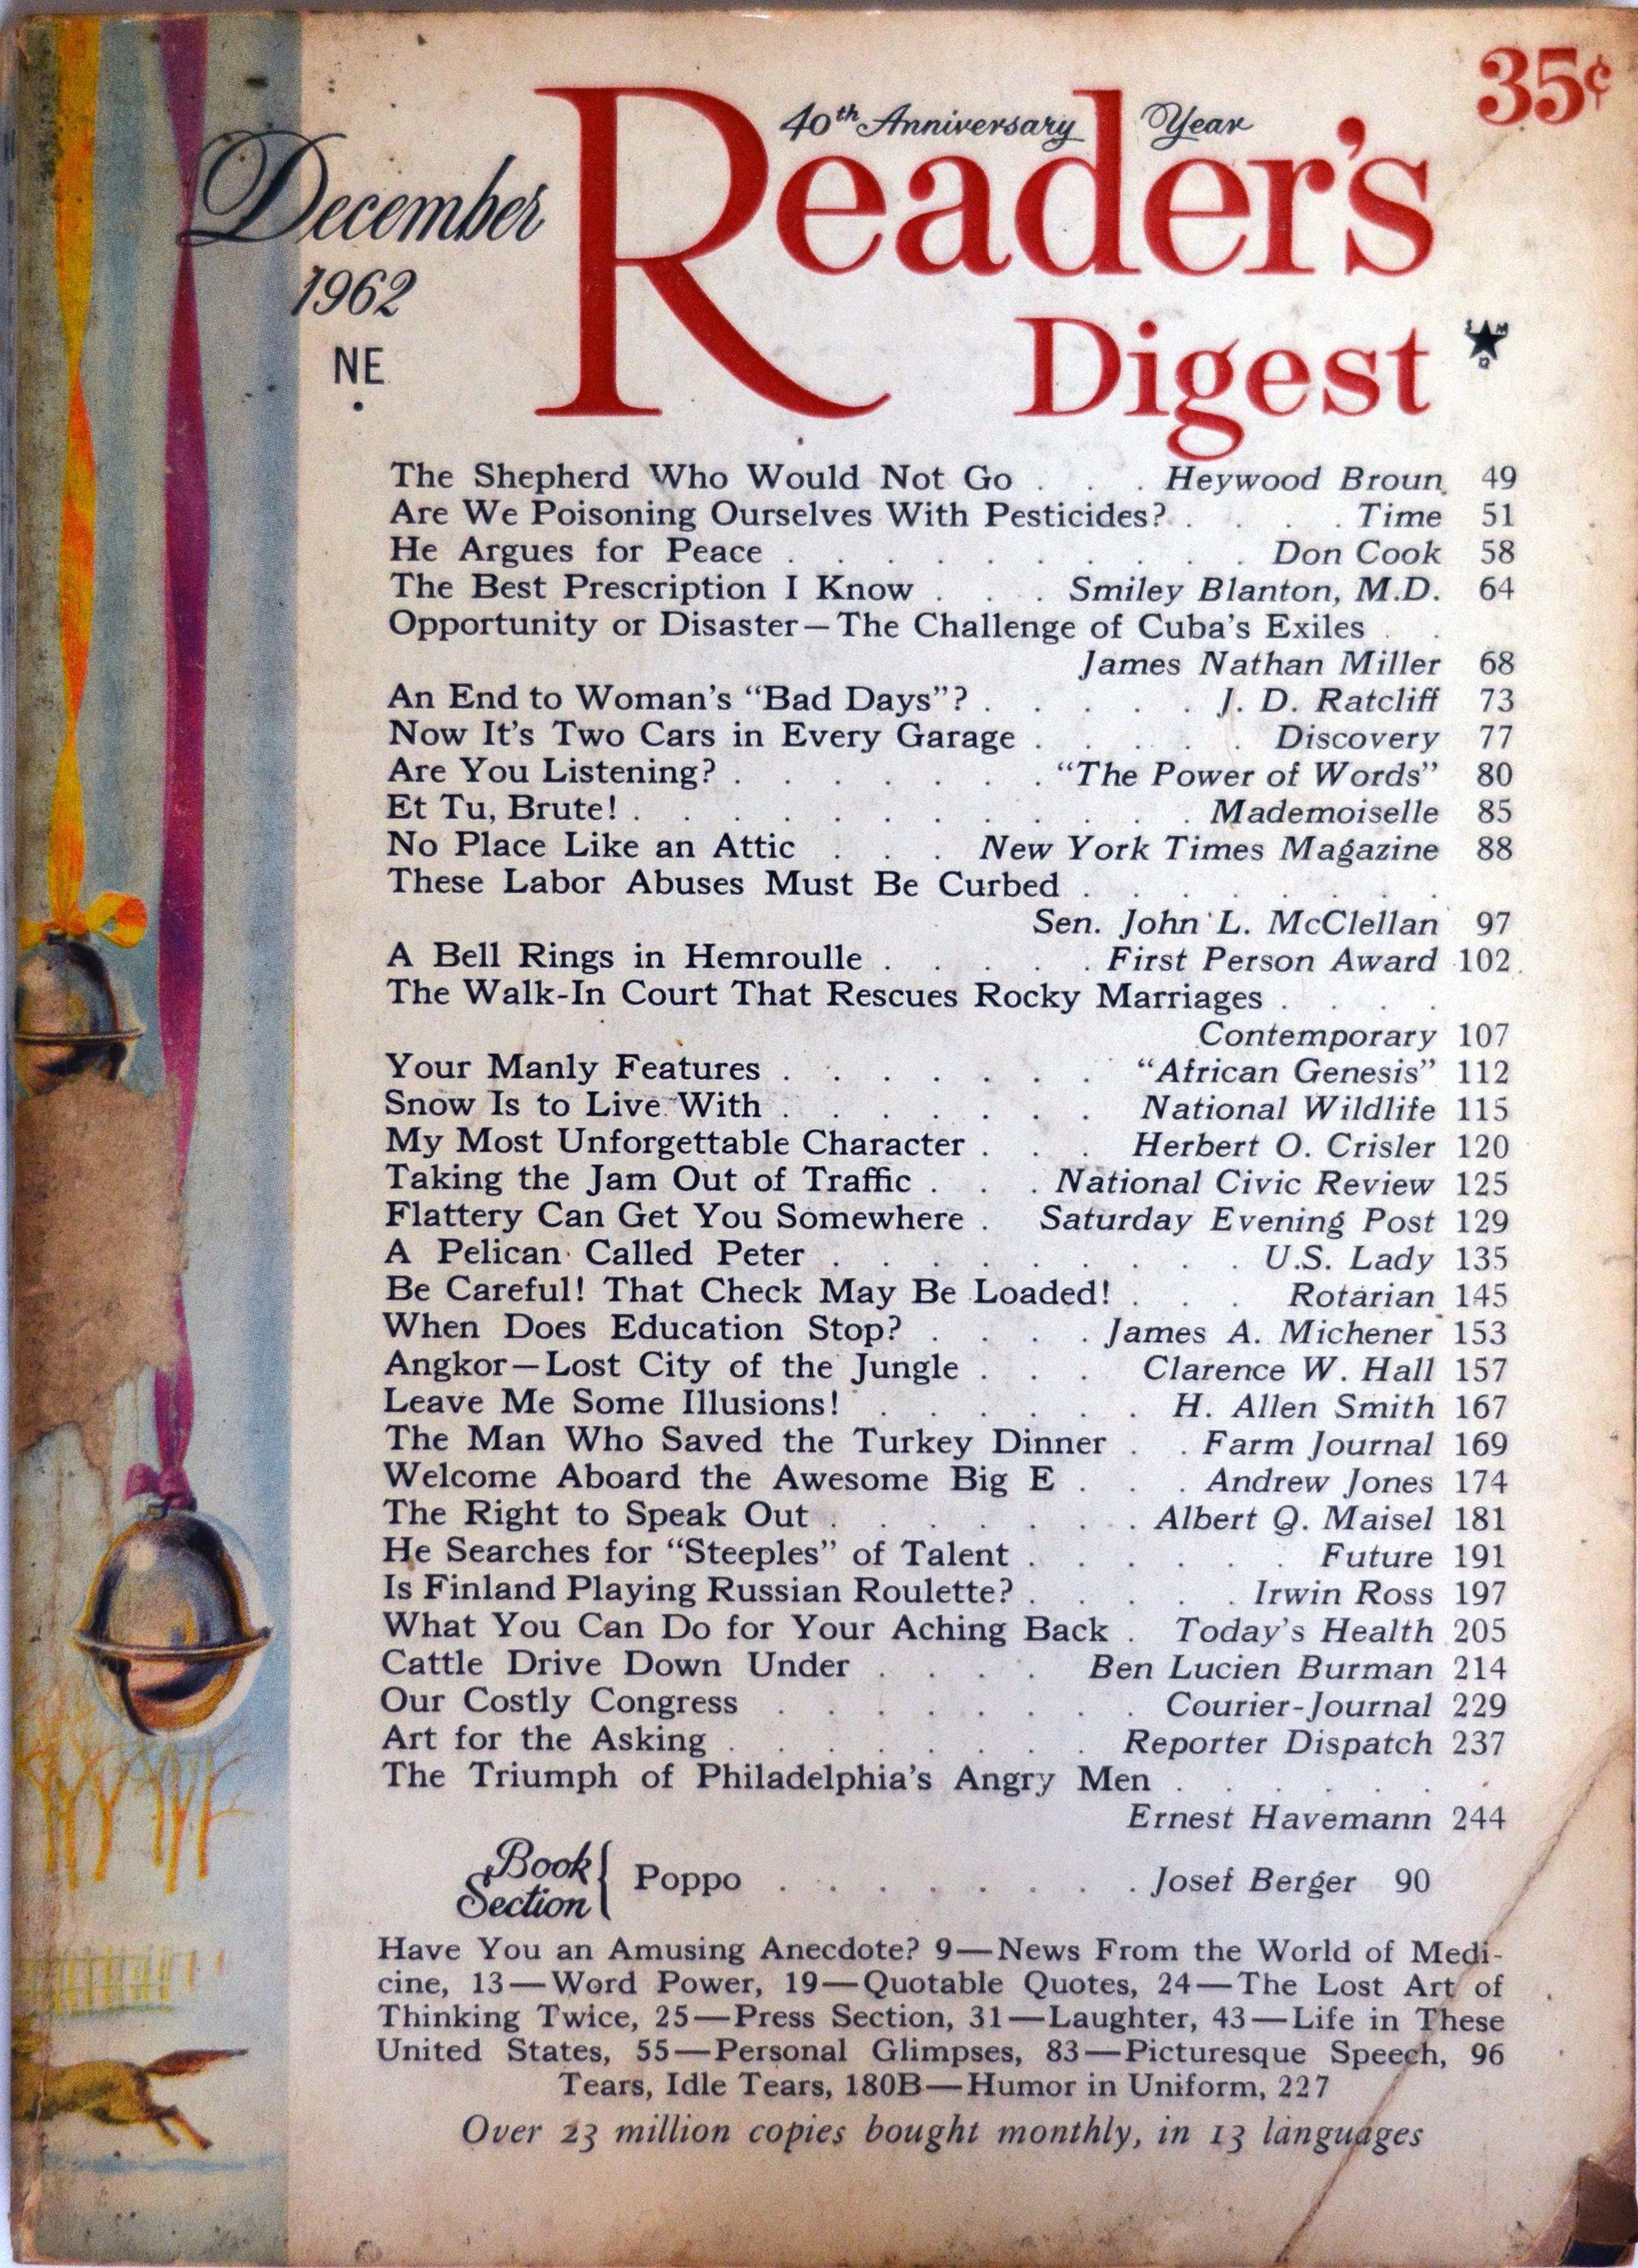 35¢
40th Anniversary Year
December
1962
NE
Reader's
Digest
The Shepherd Who Would Not Go . . . Heywood Broun 49
Are We Poisoning Ourselves With Pesticides? . . . . Time 51
He Argues for Peace . . . . . . . . . . Don Cook 58
The Best Prescription I Know . . . Smiley Blanton, M.D. 64
Opportunity or Disaster—The Challenge of Cuba's Exiles . .
James Nathan Miller 68
An End to Woman's “Bad Days”? . . . . . J. D. Ratcliff 73
Now It's Two Cars in Every Garage . . . . . Discovery 77
Are You Listening? . . . . . . . “The Power of Words” 80
Et Tu, Brute! . . . . . . . . . . . . Mademoiselle 85
No Place Like an Attic . . . New York Times Magazine 88
These Labor Abuses Must Be Curbed . . . . . . . .
Sen. John L. McClellan 97
A Bell Rings in Hemroulle . . . . . First Person Award 102
The Walk-In Court That Rescues Rocky Marriages . . . .
Contemporary 107
Your Manly Features . . . . . . . “African Genesis” 112
Snow Is to Live With . . . . . . . National Wildlife 115
My Most Unforgettable Character . . . Herbert O. Crisler 120
Taking the Jam Out of Traffic . . . National Civic Review 125
Flattery Can Get You Somewhere . Saturday Evening Post 129
A Pelican Called Peter . . . . . . . . . U.S. Lady 135
Be Careful! That Check May Be Loaded! . . . Rotarian 145
When Does Education Stop? . . . . James A. Michener 153
Angkor—Lost City of the Jungle . . . Clarence W. Hall 157
Leave Me Some Illusions! . . . . . . H. Allen Smith 167
The Man Who Saved the Turkey Dinner . . Farm Journal 169
Welcome Aboard the Awesome Big E . . . Andrew Jones 174
The Right to Speak Out . . . . . . . Albert Q. Maisel 181
He Searches for “Steeples” of Talent . . . . . . Future 191
Is Finland Playing Russian Roulette? . . . . . Irwin Ross 197
What You Can Do for Your Aching Back . Today's Health 205
Cattle Drive Down Under . . . . Ben Lucien Burman 214
Our Costly Congress . . . . . . . . Courier-Journal 229
Art for the Asking . . . . . . . . Reporter Dispatch 237
The Triumph of Philadelphia's Angry Men . . . . . .
Ernest Havemann 244
Book
Section
Poppo . . . . . . . . . Josef Berger 90
Have You an Amusing Anecdote? 9—News From the World of Medi-
cine, 13—Word Power, 19—Quotable Quotes, 24—The Lost Art of
Thinking Twice, 25—Press Section, 31—Laughter, 43—Life in These
United States, 55—Personal Glimpses, 83—Picturesque Speech, 96
Tears, Idle Tears, 180B—Humor in Uniform, 227
Over 23 million copies bought monthly, in 13 languages